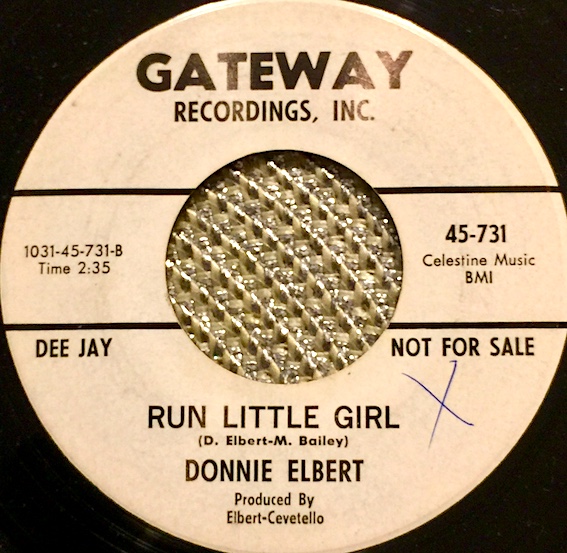 GATEWAY
RECORDINGS, INC.
1031-45-731-B
Time 2:35
45-731
Celestine Music
BMI
DEE JAY
NOT FOR SALE
RUN LITTLE GIRL
(D. Elbert-M. Bailey)
DONNIE ELBERT
Produced By
Elbert-Cevetello